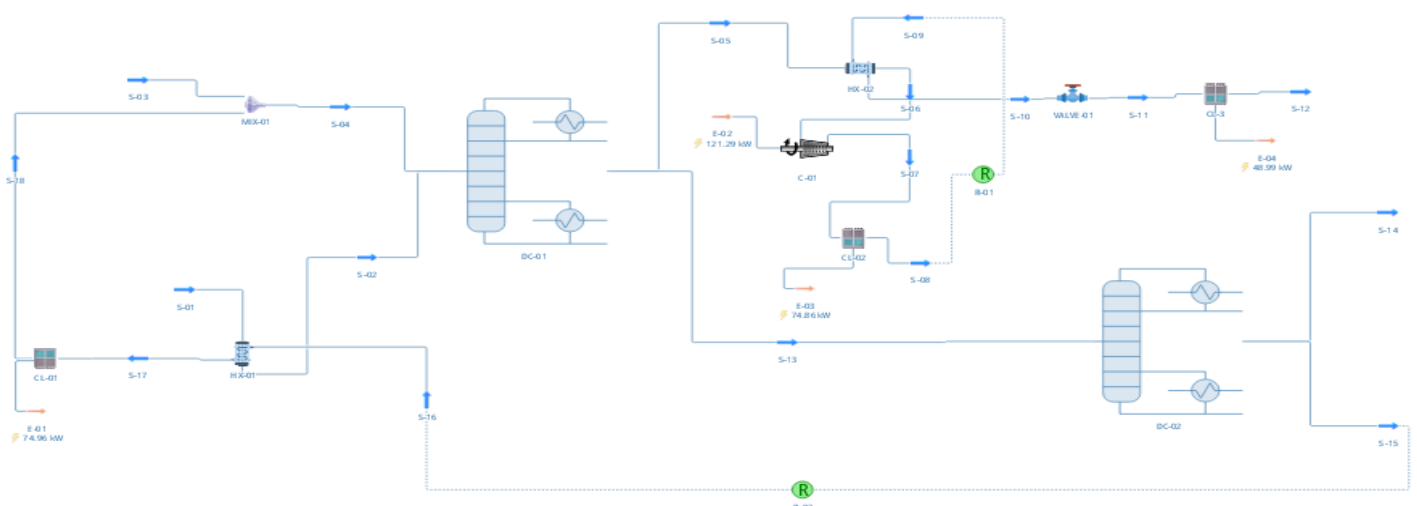 S-05
S-09
HX-02
S-03
MIX-01
S-04
S-06
S-10
VALVE-01
S-11
CL-3
S-12
E-02
121.29 kW
C-01
S-07
E-04
48.99 kW
S-18
R
R-01
S-14
DC-01
CL-02
S-02
S-08
S-01
E-03
74.86 kW
S-13
CL-01
S-17
HX-01
S-16
DC-02
E-01
74.96 kW
S-15
R